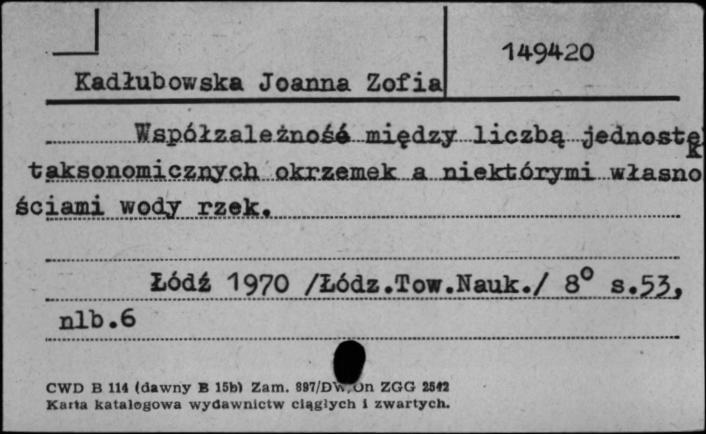 149420
Kadłubowska Joanna Zofia
Współzależność między liczbą jednostek
taksonomicznych okrzemek a niektórymi własno
ściami wody rzek.
Łódź 1970 /Łódz.Tow.Nauk./ 8° s.53,
nlb.6
CWD B 114 (dawny B 15b) Zam. 897/DW.On ZGG 2542
Karta katalogowa wydawnictw ciągłych i zwartych.